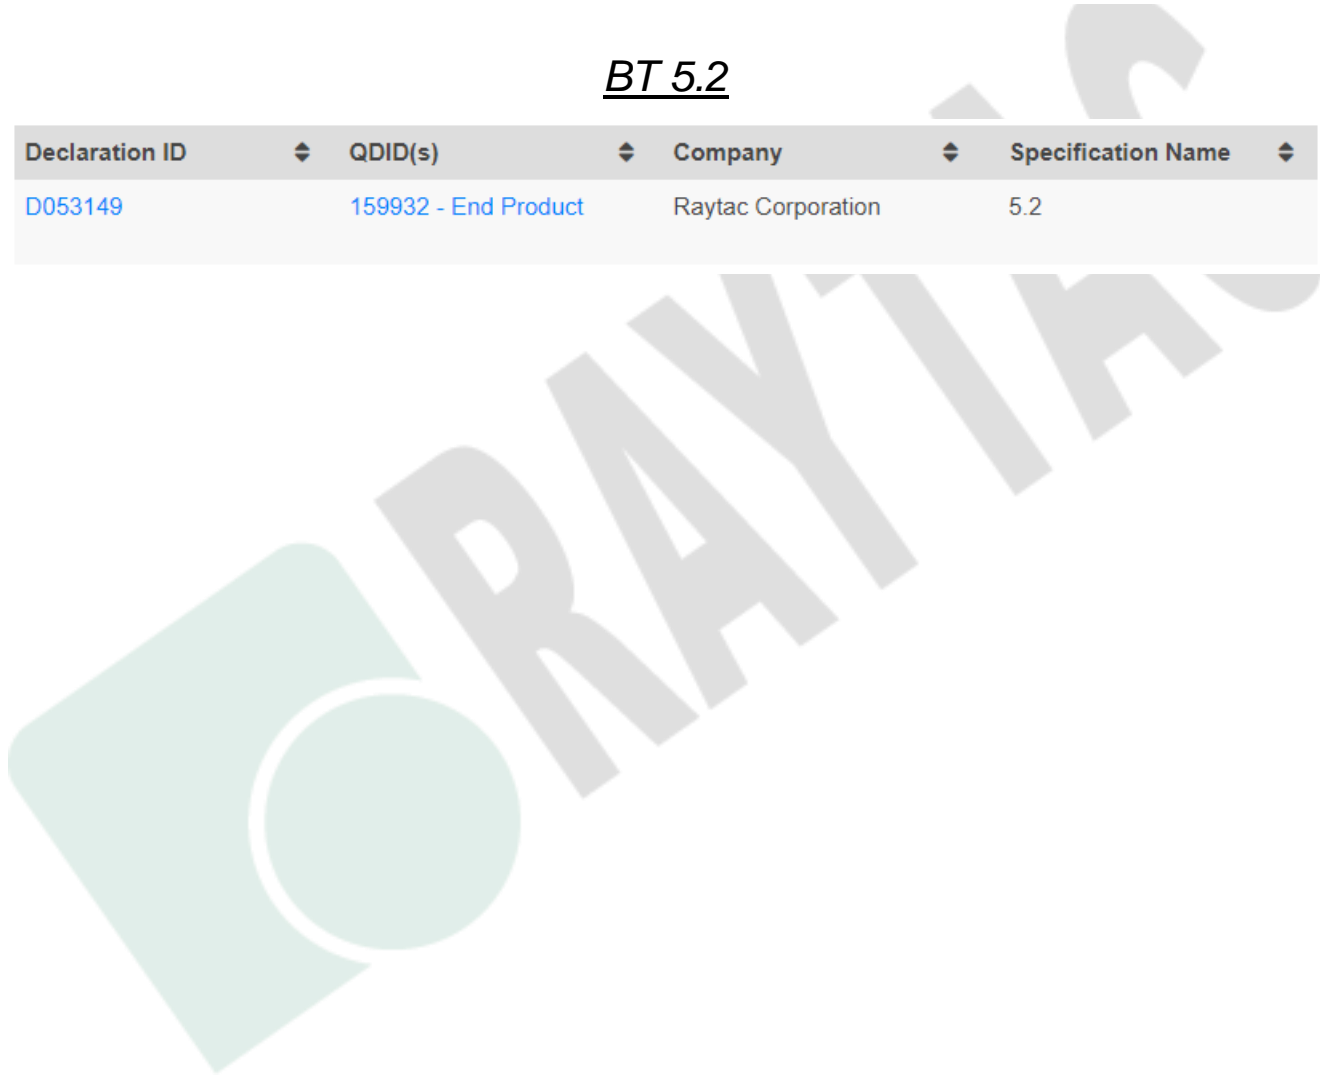 BT 5.2
Declaration ID QDID(s) Company Specification Name
D053149 159932 - End Product Raytac Corporation 5.2
RAYTAC